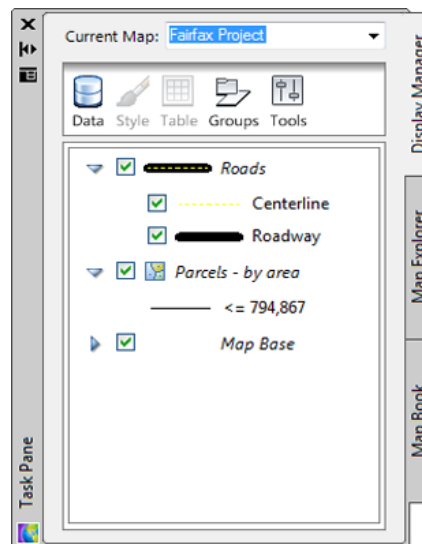 Current Map: Fairfax Project
Data Style Table Groups Tools
Roads
Centerline
Roadway
Parcels - by area
<= 794,867
Map Base
Display Manager
Map Explorer
Map Book
Task Pane